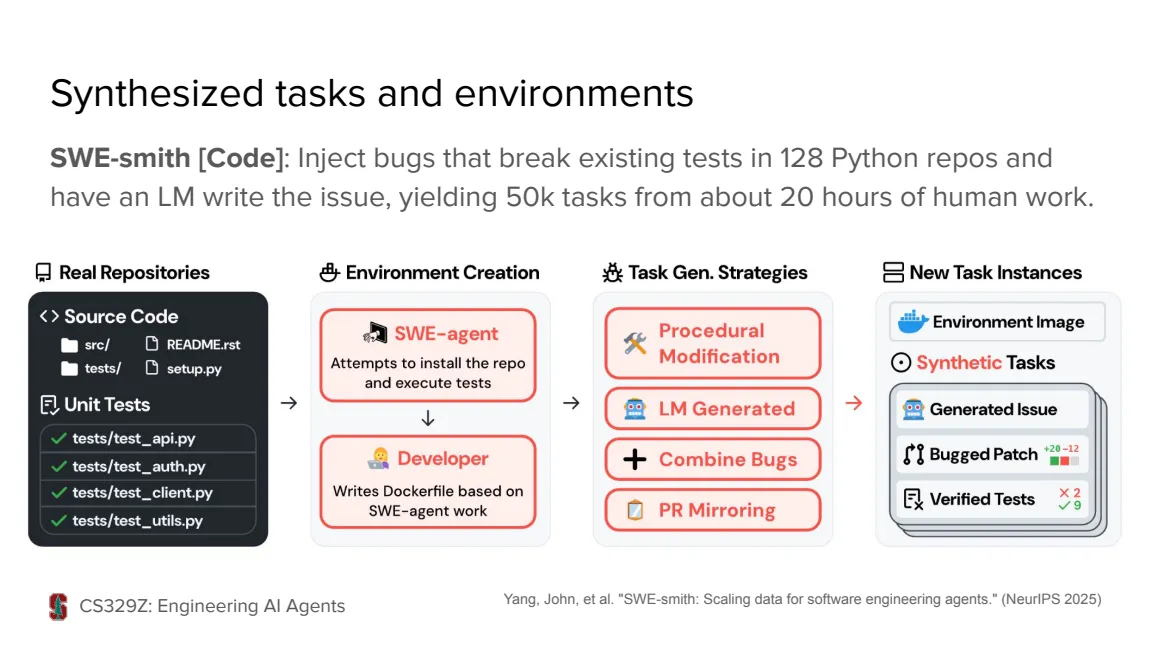 Synthesized tasks and environments
SWE-smith [Code]: Inject bugs that break existing tests in 128 Python repos and
have an LM write the issue, yielding 50k tasks from about 20 hours of human work.
Real Repositories
<> Source Code
src/
README.rst
tests/
setup.py
Unit Tests
tests/test_api.py
tests/test_auth.py
tests/test_client.py
tests/test_utils.py
Environment Creation
SWE-agent
Attempts to install the repo
and execute tests
Developer
Writes Dockerfile based on
SWE-agent work
Task Gen. Strategies
Procedural
Modification
LM Generated
Combine Bugs
PR Mirroring
New Task Instances
Environment Image
Synthetic Tasks
Generated Issue
Bugged Patch +20 -12
Verified Tests
2
9
CS329Z: Engineering AI Agents
Yang, John, et al. "SWE-smith: Scaling data for software engineering agents." (NeurIPS 2025)